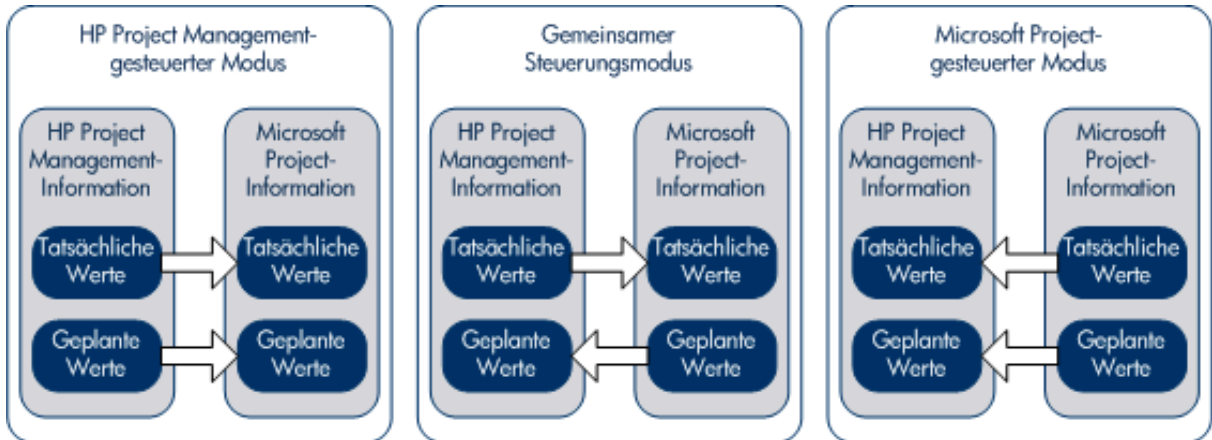 HP Project Management-
gesteuerter Modus
HP Project
Management-
Information
Microsoft
Project-
Information
Tatsächliche
Werte
Tatsächliche
Werte
Geplante
Werte
Geplante
Werte
Gemeinsamer
Steuerungsmodus
HP Project
Management-
Information
Microsoft
Project-
Information
Tatsächliche
Werte
Tatsächliche
Werte
Geplante
Werte
Geplante
Werte
Microsoft Project-
gesteuerter Modus
HP Project
Management-
Information
Microsoft
Project-
Information
Tatsächliche
Werte
Tatsächliche
Werte
Geplante
Werte
Geplante
Werte